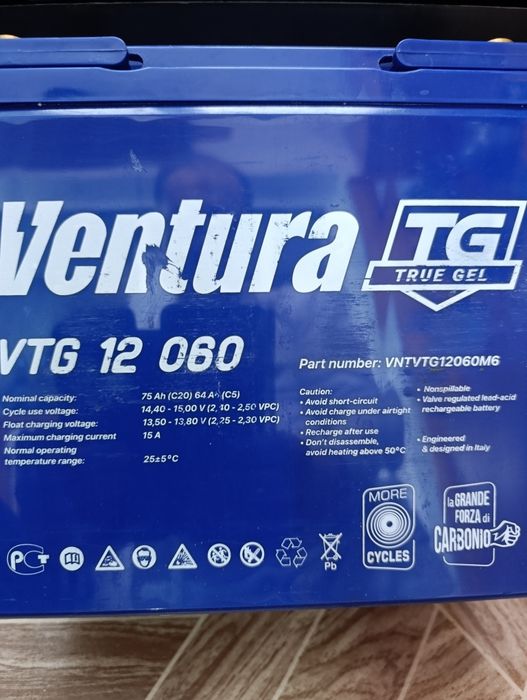 Ventura
TG
TRUE GEL
VTG 12 060
Part number: VNTVTG12060M6
Nominal capacity: 75 Ah (C20) 64 Ah (C5)
Cycle use voltage: 14,40 - 15,00 V (2,40 - 2,50 VPC)
Float charging voltage: 13,50 - 13,80 V (2,25 - 2,30 VPC)
Maximum charging current 15 A
Normal operating
temperature range: 25±5°C
Caution:
• Avoid short-circuit
• Avoid charge under airtight
conditions
• Recharge after use
• Don't disassemble,
avoid heating above 50°C
• Nonspillable
• Valve regulated lead-acid
rechargeable battery
• Engineered
& designed in Italy
MORE
CYCLES
la GRANDE
FORZA di
CARBONIO
РСТ
Pb